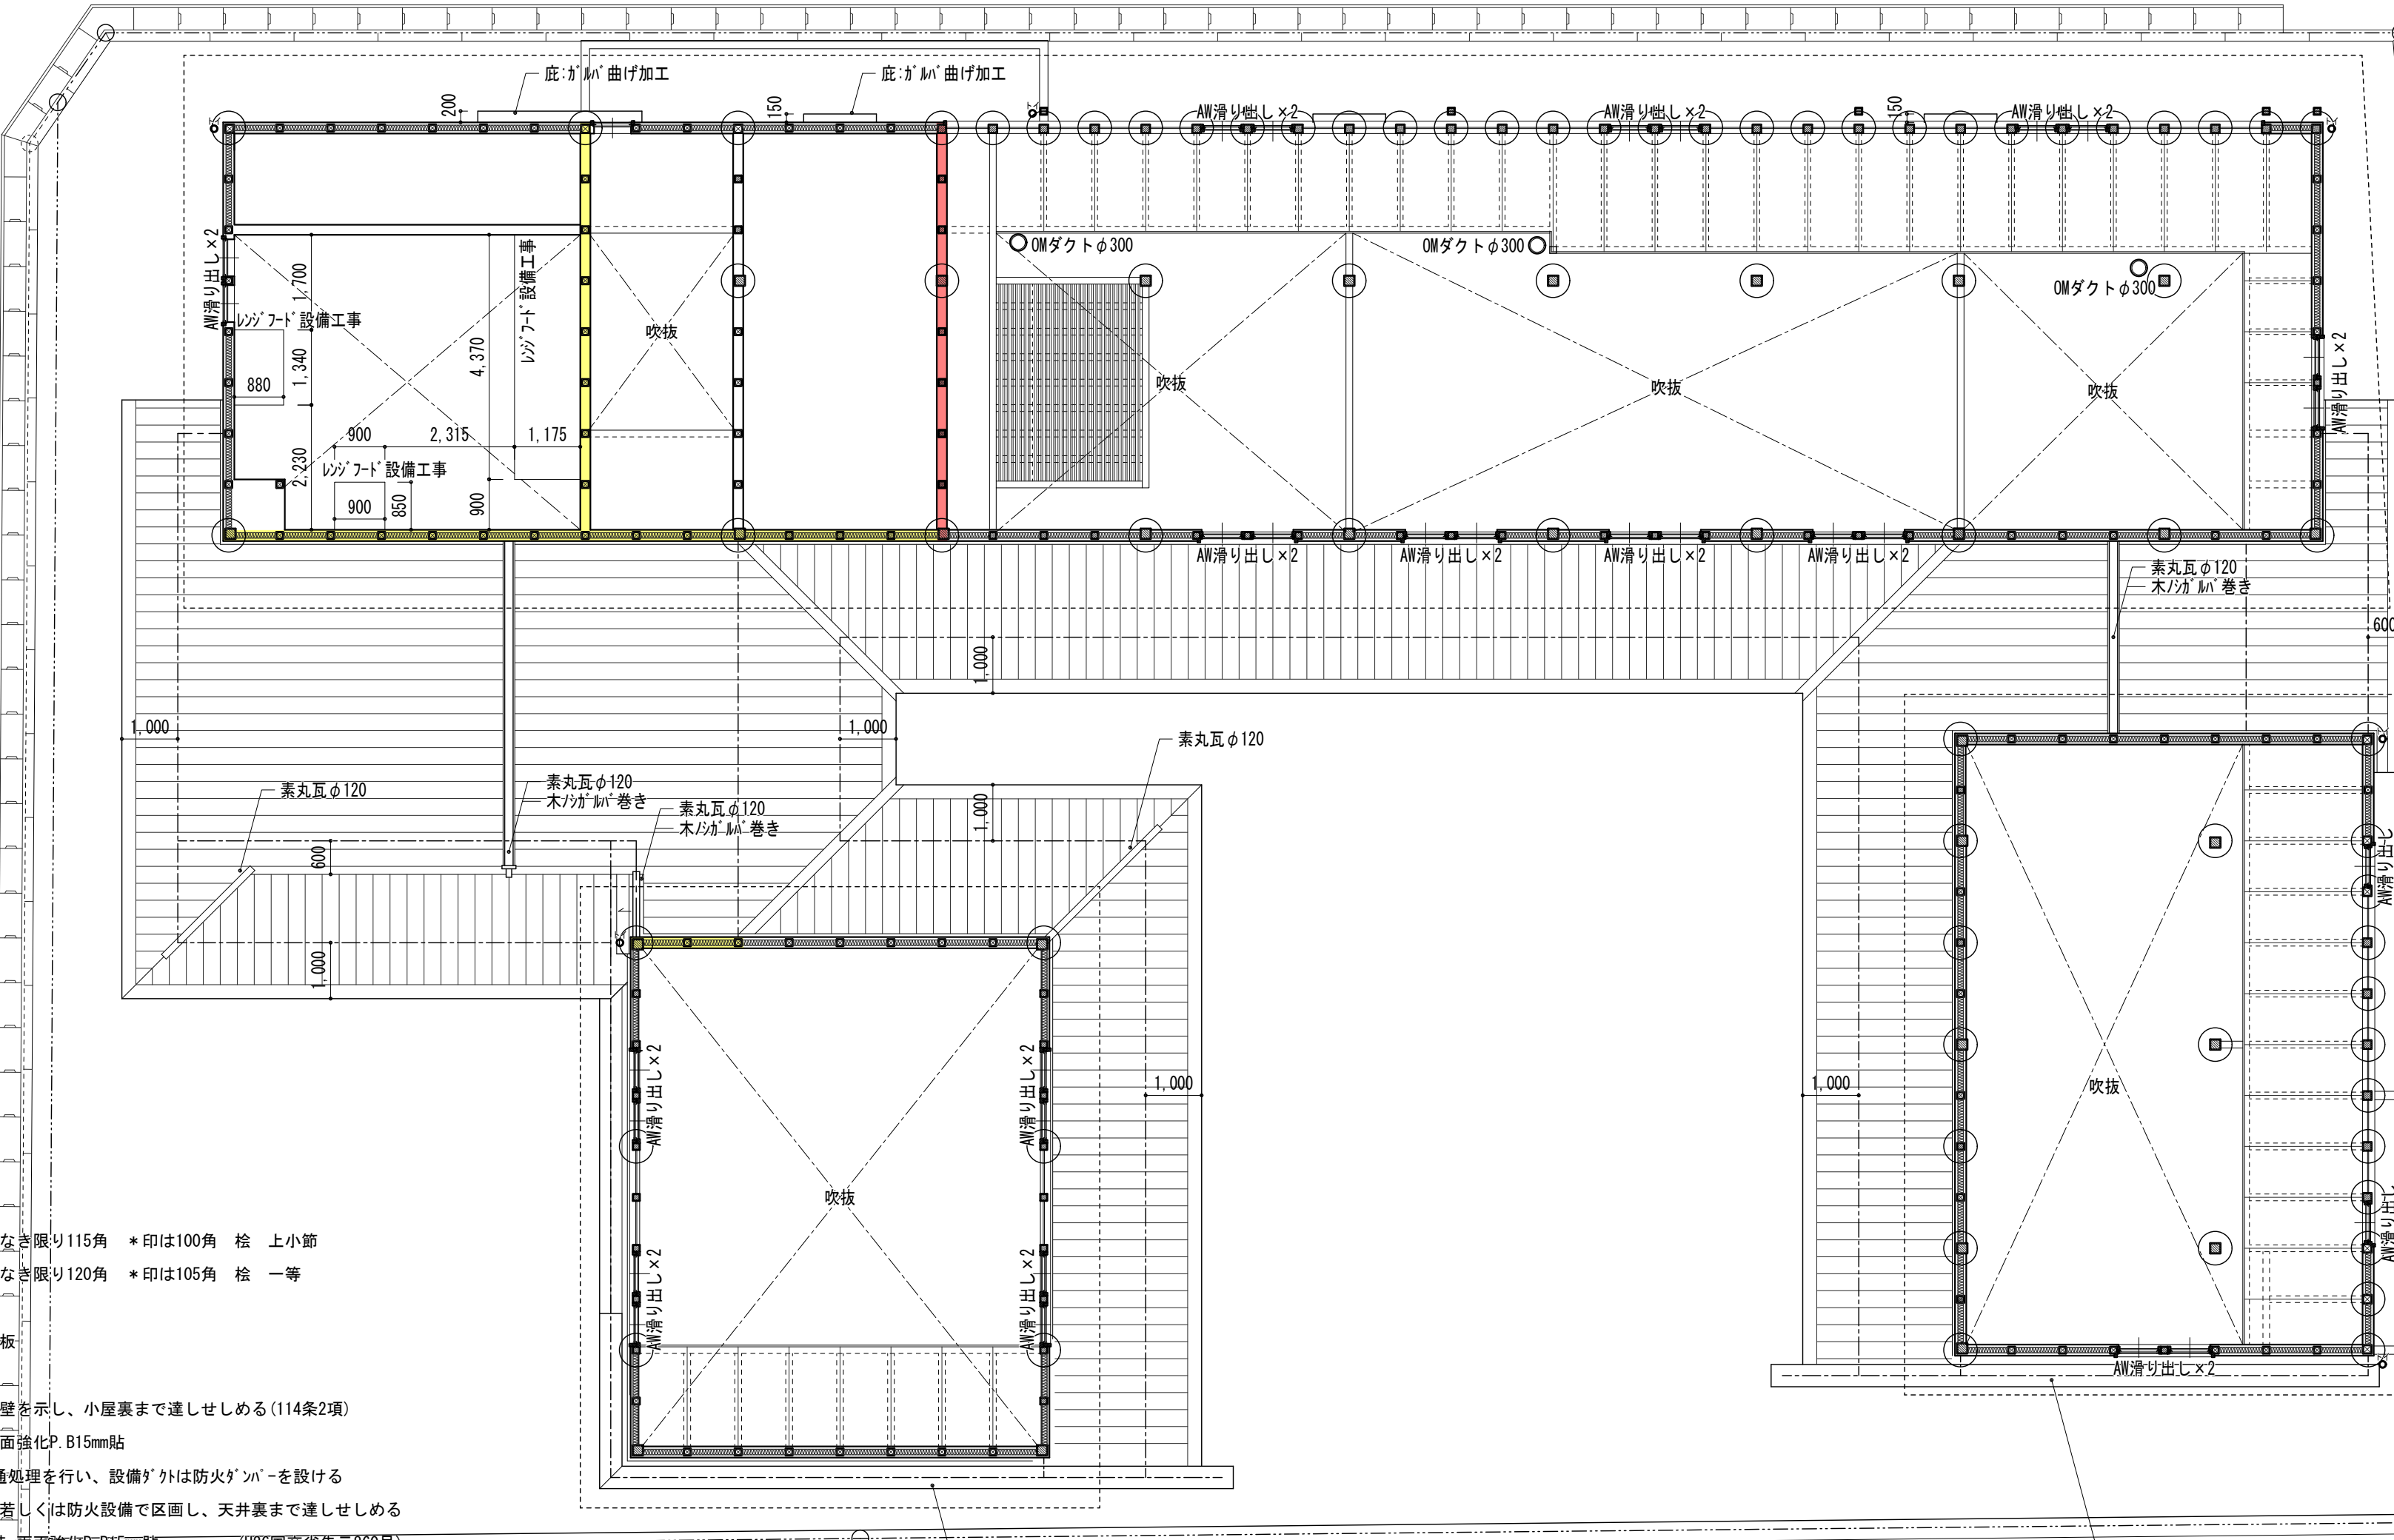 庇:ｶﾞﾙﾊﾞ曲げ加工
庇:ｶﾞﾙﾊﾞ曲げ加工
200
150
AW滑り出し×2
AW滑り出し×2
150
AW滑り出し×2
AW滑り出し×2
ﾚﾝｼﾞﾌｰﾄﾞ設備工事
1,700
ﾚﾝｼﾞﾌｰﾄﾞ設備工事
吹抜
4,370
1,340
880
900
2,315
1,175
2,230
ﾚﾝｼﾞﾌｰﾄﾞ設備工事
900
850
900
OMダクトφ300
OMダクトφ300
OMダクトφ300
吹抜
吹抜
吹抜
AW滑り出し×2
AW滑り出し×2
AW滑り出し×2
AW滑り出し×2
AW滑り出し×2
素丸瓦φ120
木ﾉｼｶﾞﾙﾊﾞ巻き
600
1,000
1,000
1,000
素丸瓦φ120
素丸瓦φ120
素丸瓦φ120
木ﾉｼｶﾞﾙﾊﾞ巻き
素丸瓦φ120
木ﾉｼｶﾞﾙﾊﾞ巻き
1,000
600
1,000
AW滑り出し×2
AW滑り出し×2
1,000
1,000
AW滑り出し
吹抜
吹抜
AW滑り出し×2
AW滑り出し×2
AW滑り出し
AW滑り出し×2
なき限り115角 *印は100角 桧 上小節
なき限り120角 *印は105角 桧 一等
板
壁を示し、小屋裏まで達しせしめる(114条2項)
面強化P.B15mm貼
通処理を行い、設備ﾀﾞｸﾄは防火ﾀﾞﾝﾊﾟｰを設ける
若しくは防火設備で区画し、天井裏まで達しせしめる